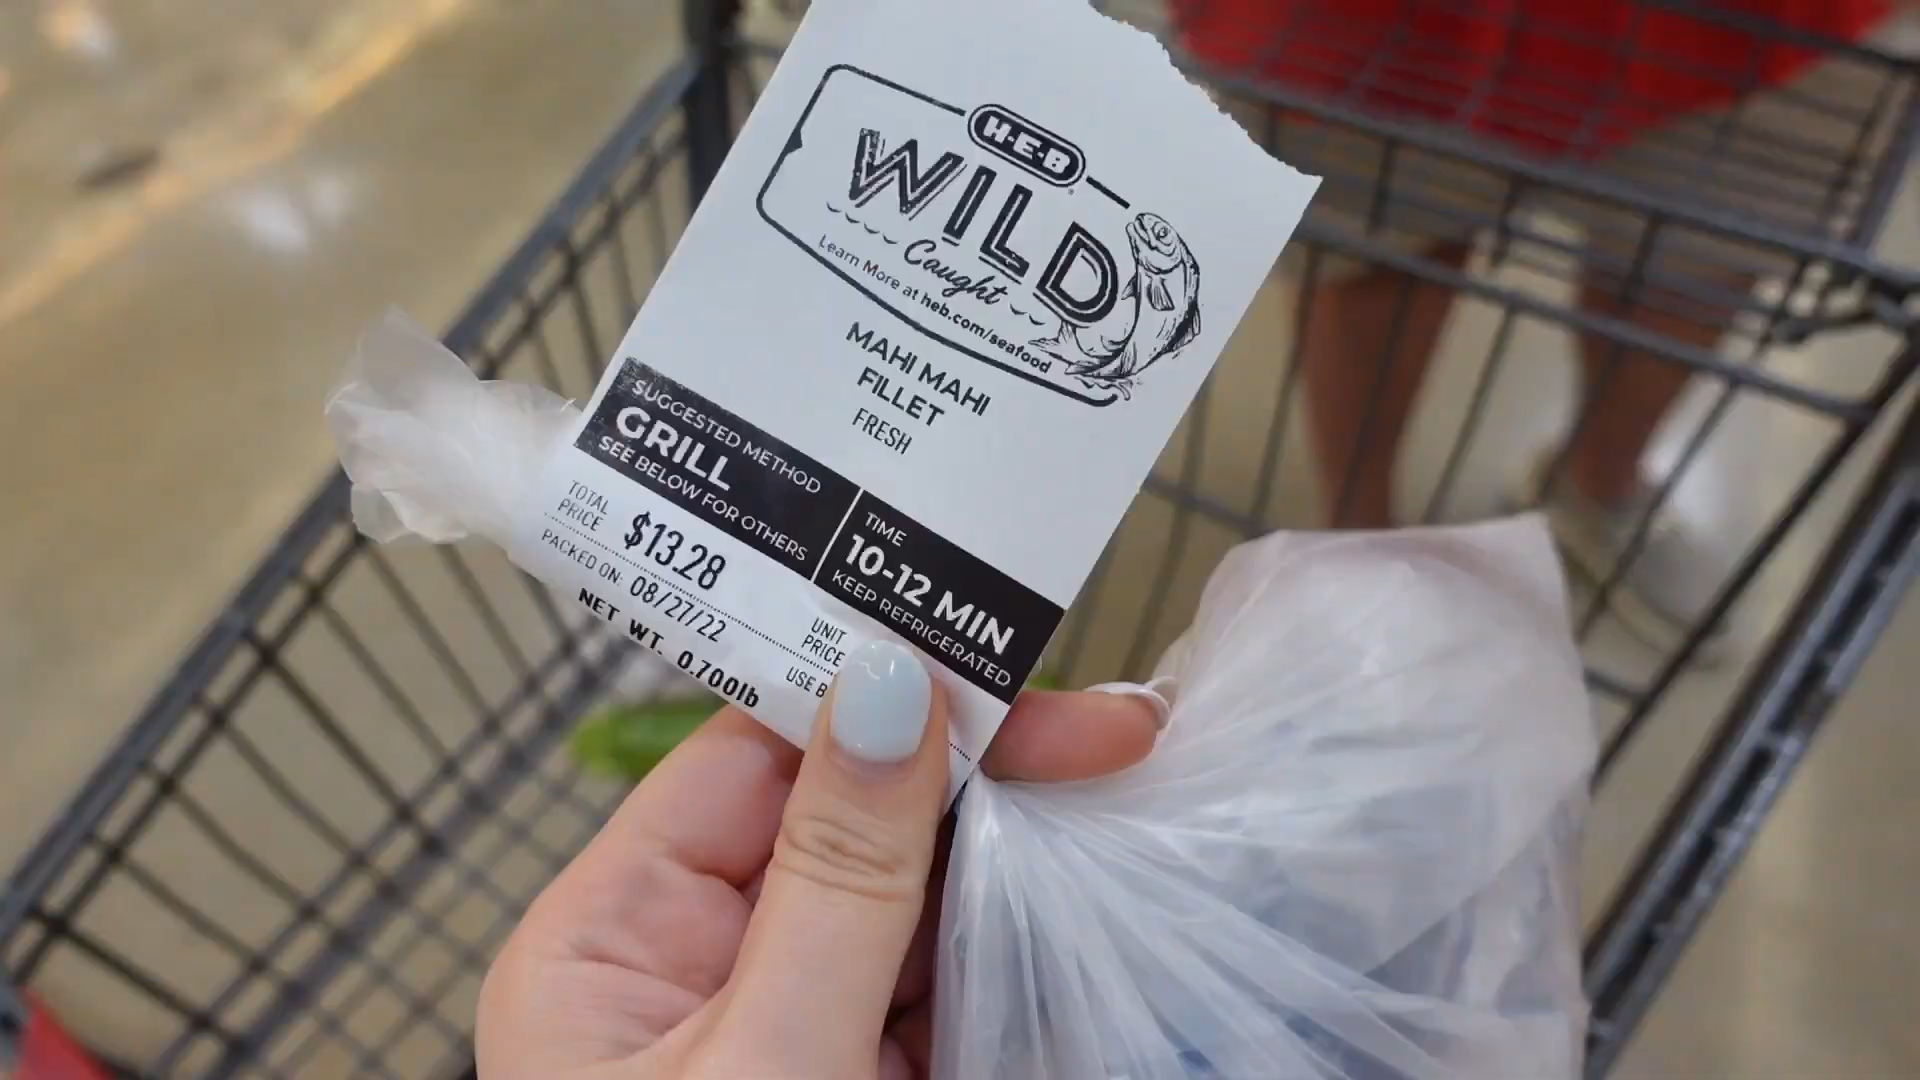 H-E-B
WILD
Caught
Learn More at heb.com/seafood
MAHI MAHI
FILLET
FRESH
SUGGESTED METHOD
GRILL
SEE BELOW FOR OTHERS
TIME
10-12 MIN
KEEP REFRIGERATED
TOTAL
PRICE
$13.28
UNIT
PRICE
PACKED ON: 08/27/22
USE B
NET WT. 0.700lb